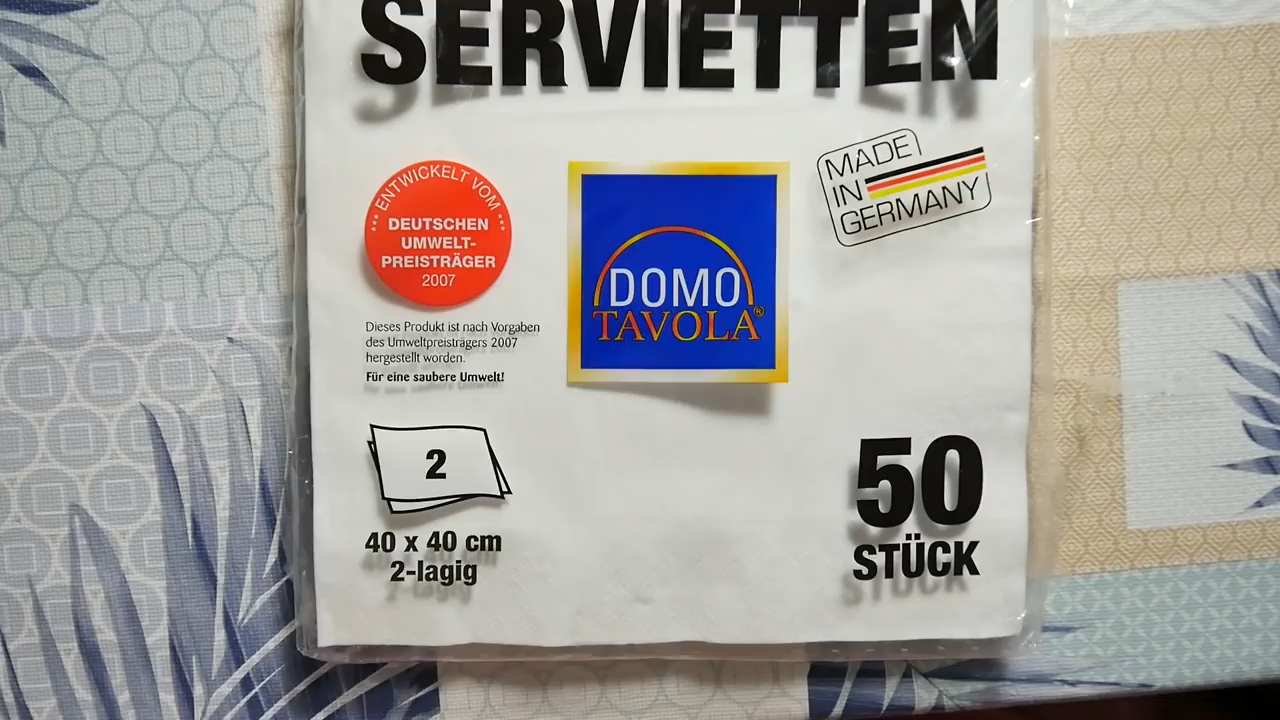 SERVIETTEN
ENTWICKELT VOM
DEUTSCHEN
UMWELT-
PREISTRÄGER
2007
Dieses Produkt ist nach Vorgaben
des Umweltpreisträgers 2007
hergestellt worden.
Für eine saubere Umwelt!
DOMO
TAVOLA®
MADE
IN
GERMANY
2
40 x 40 cm
2-lagig
50
STÜCK